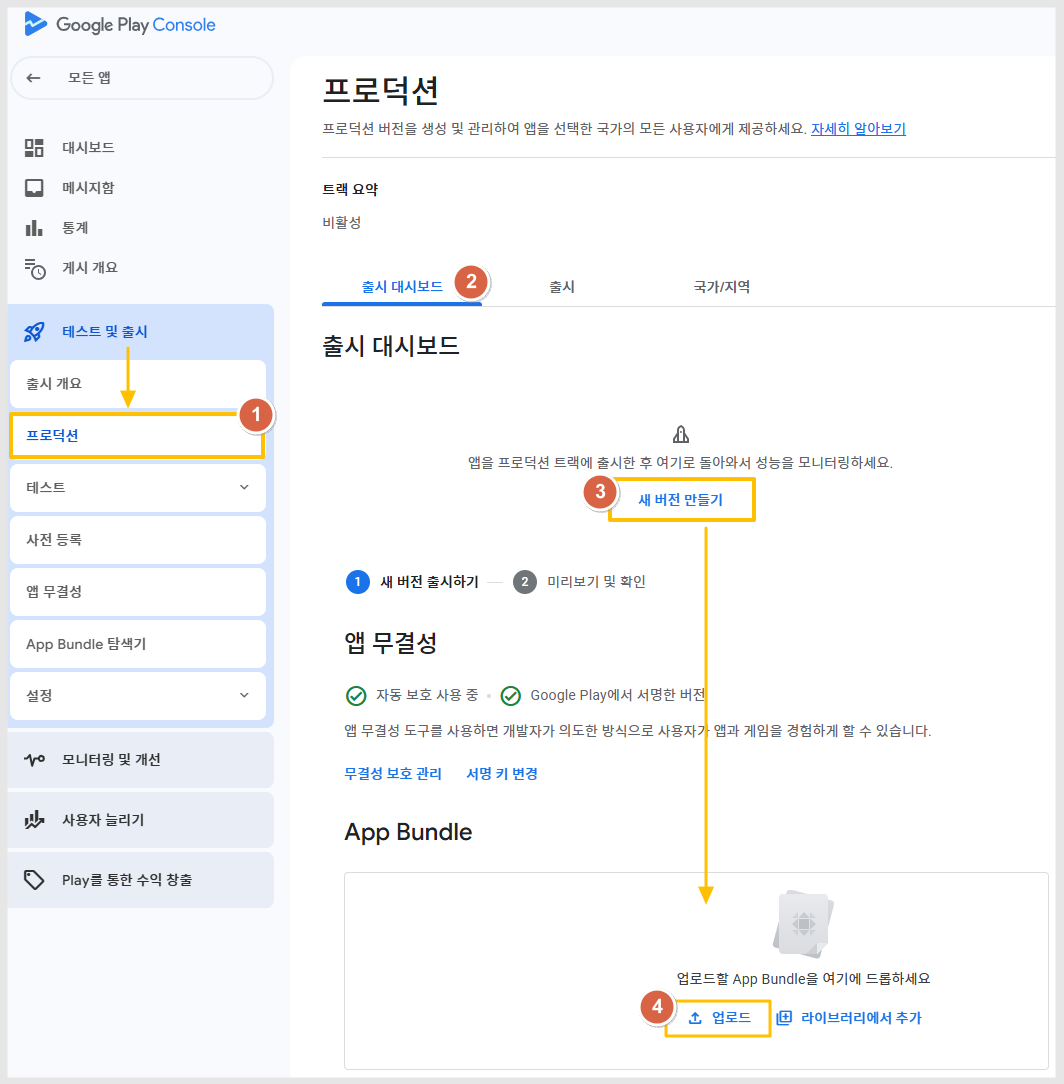 Google Play Console
모든 앱
대시보드
메시지함
통계
게시 개요
테스트 및 출시
출시 개요
1
프로덕션
테스트
사전 등록
앱 무결성
App Bundle 탐색기
설정
모니터링 및 개선
사용자 늘리기
Play를 통한 수익 창출
프로덕션
프로덕션 버전을 생성 및 관리하여 앱을 선택한 국가의 모든 사용자에게 제공하세요. 자세히 알아보기
트랙 요약
비활성
출시 대시보드 2 출시 국가/지역
출시 대시보드
앱을 프로덕션 트랙에 출시한 후 여기로 돌아와서 성능을 모니터링하세요.
3 새 버전 만들기
1 새 버전 출시하기 2 미리보기 및 확인
앱 무결성
자동 보호 사용 중 • Google Play에서 서명한 버전
앱 무결성 도구를 사용하면 개발자가 의도한 방식으로 사용자가 앱과 게임을 경험하게 할 수 있습니다.
무결성 보호 관리 서명 키 변경
App Bundle
업로드할 App Bundle을 여기에 드롭하세요
4 업로드 라이브러리에서 추가